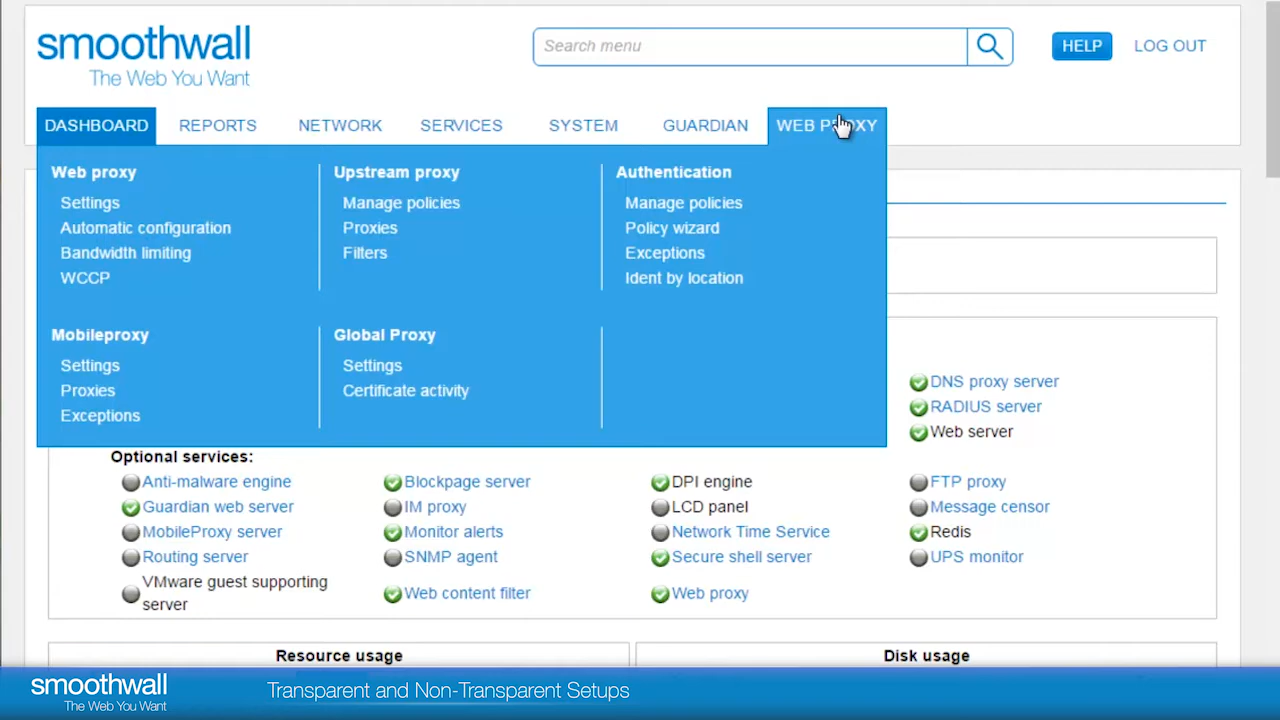 smoothwall
The Web You Want
Search menu
HELP
LOG OUT
DASHBOARD
REPORTS
NETWORK
SERVICES
SYSTEM
GUARDIAN
WEB PROXY
Web proxy
Settings
Automatic configuration
Bandwidth limiting
WCCP
Upstream proxy
Manage policies
Proxies
Filters
Authentication
Manage policies
Policy wizard
Exceptions
Ident by location
Mobileproxy
Settings
Proxies
Exceptions
Global Proxy
Settings
Certificate activity
DNS proxy server
RADIUS server
Web server
Optional services:
Anti-malware engine
Blockpage server
DPI engine
FTP proxy
Guardian web server
IM proxy
LCD panel
Message censor
MobileProxy server
Monitor alerts
Network Time Service
Redis
Routing server
SNMP agent
Secure shell server
UPS monitor
VMware guest supporting
server
Web content filter
Web proxy
Resource usage
Disk usage
smoothwall
The Web You Want
Transparent and Non-Transparent Setups